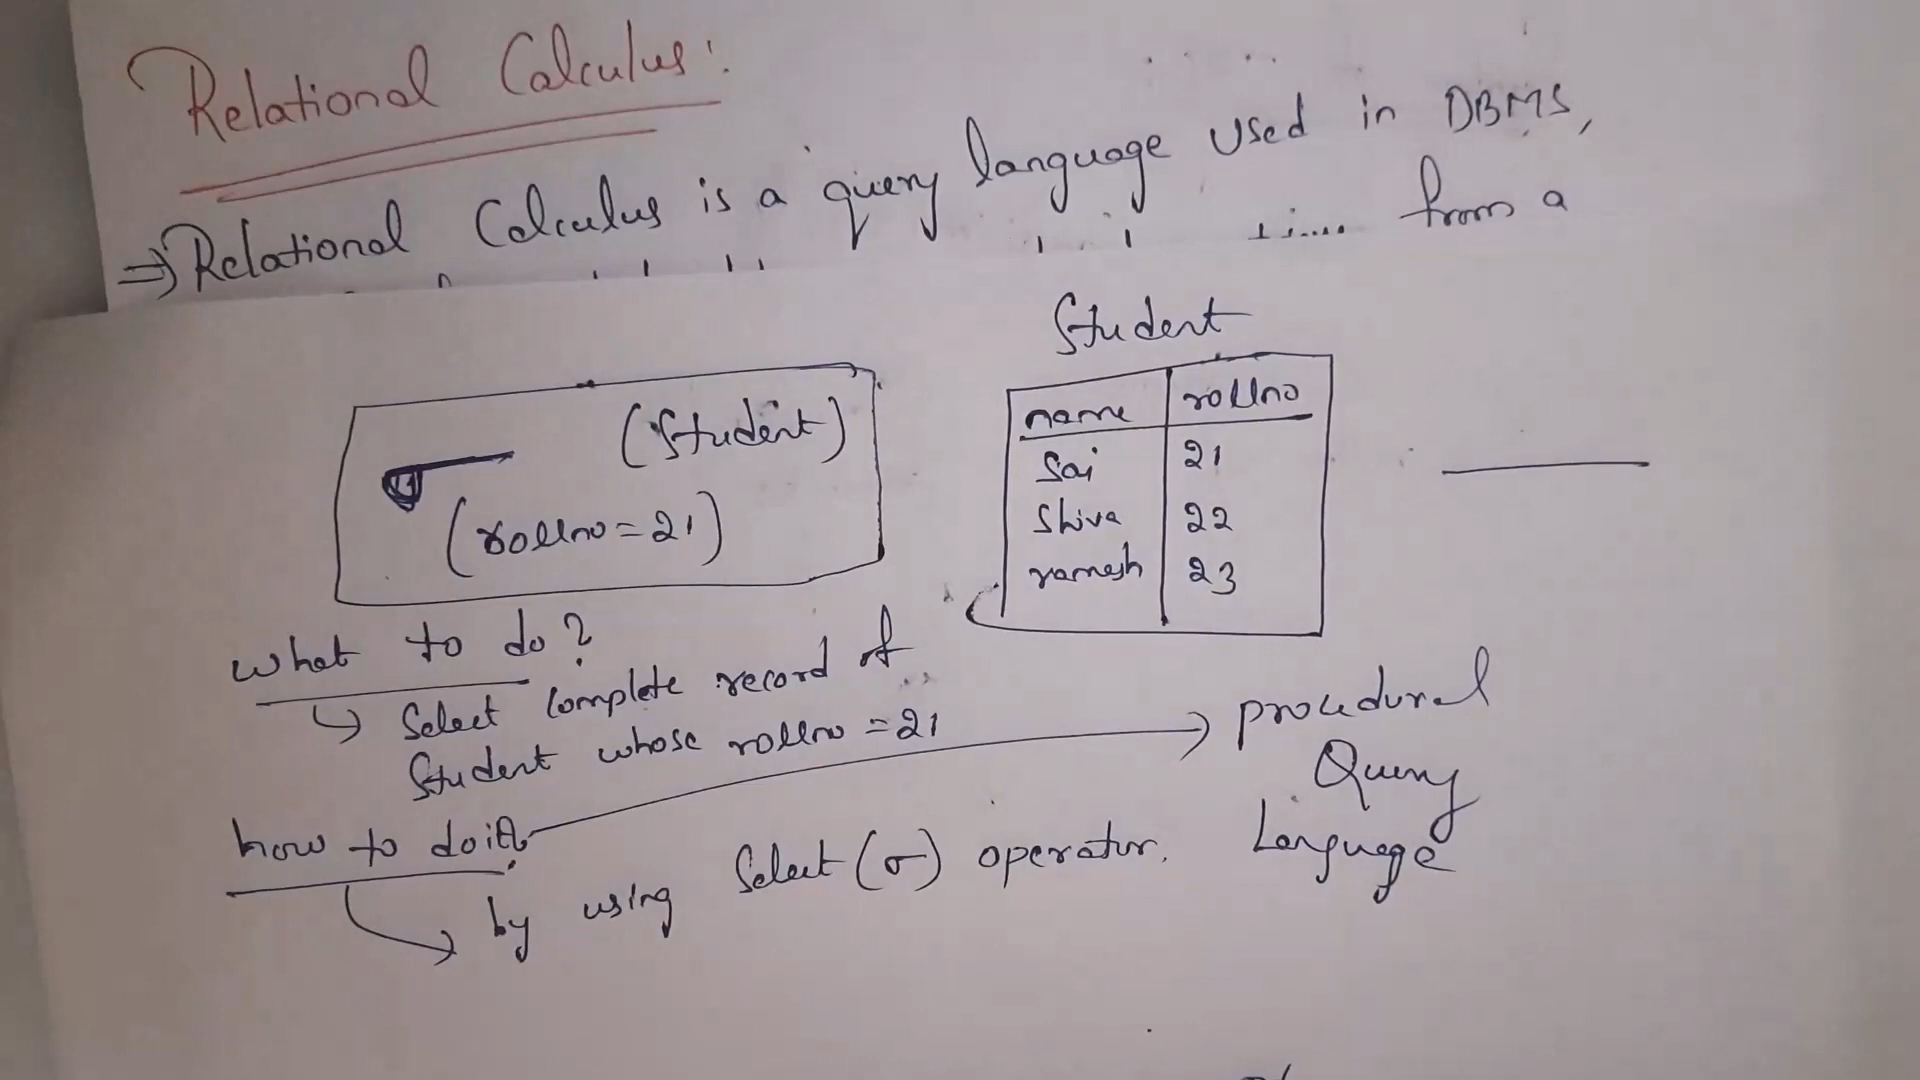 Relational Calculus:
⇒ Relational Calculus is a query language used in DBMS,
from a
Student
name rollno
Sai 21
Shiva 22
ramesh 23
σ (Student)
(rollno = 21)
what to do?
↳ Select complete record of
Student whose rollno = 21
how to do it? → procedural
Query
Language
↳ by using Select (σ) operator.